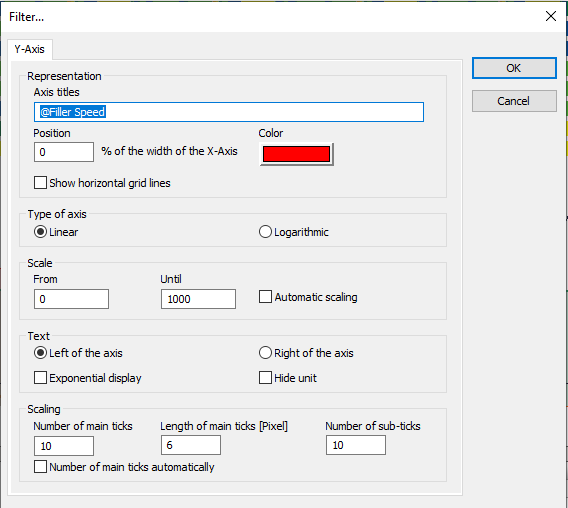 Filter...
Y-Axis
OK
Cancel
Representation
Axis titles
@Filler Speed
Position
Color
0
% of the width of the X-Axis
Show horizontal grid lines
Type of axis
Linear
Logarithmic
Scale
From
Until
0
1000
Automatic scaling
Text
Left of the axis
Right of the axis
Exponential display
Hide unit
Scaling
Number of main ticks
Length of main ticks [Pixel]
Number of sub-ticks
10
6
10
Number of main ticks automatically